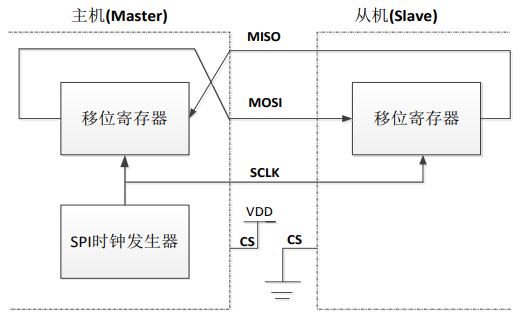 主机(Master)
从机(Slave)
MISO
移位寄存器
MOSI
移位寄存器
SCLK
SPI时钟发生器
VDD
CS
CS